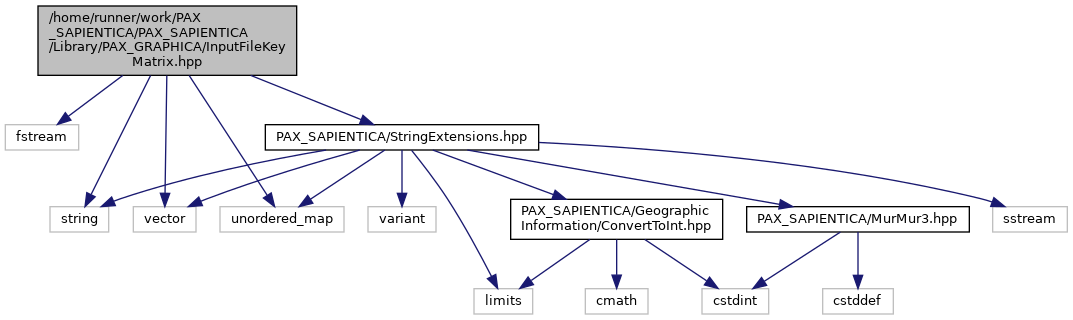 /home/runner/work/PAX
_SAPIENTICA/PAX_SAPIENTICA
/Library/PAX_GRAPHICA/InputFileKey
Matrix.hpp
fstream
PAX_SAPIENTICA/StringExtensions.hpp
string
vector
unordered_map
variant
PAX_SAPIENTICA/Geographic
Information/ConvertToInt.hpp
PAX_SAPIENTICA/MurMur3.hpp
sstream
limits
cmath
cstdint
cstddef